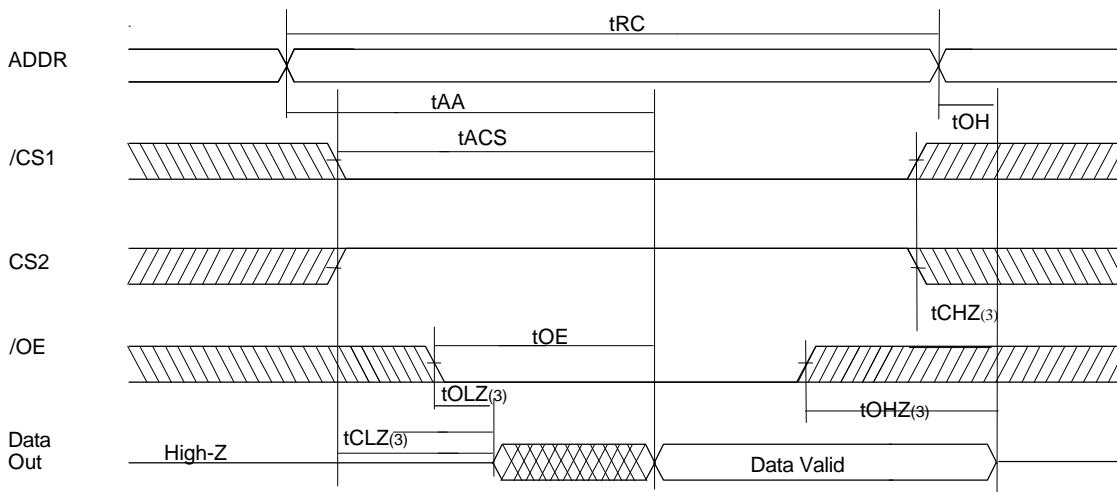 tRC
ADDR
tAA
tOH
tACS
/CS1
CS2
tCHZ(3)
tOE
/OE
tOLZ(3)
tOHZ(3)
tCLZ(3)
Data
Out
High-Z
Data Valid